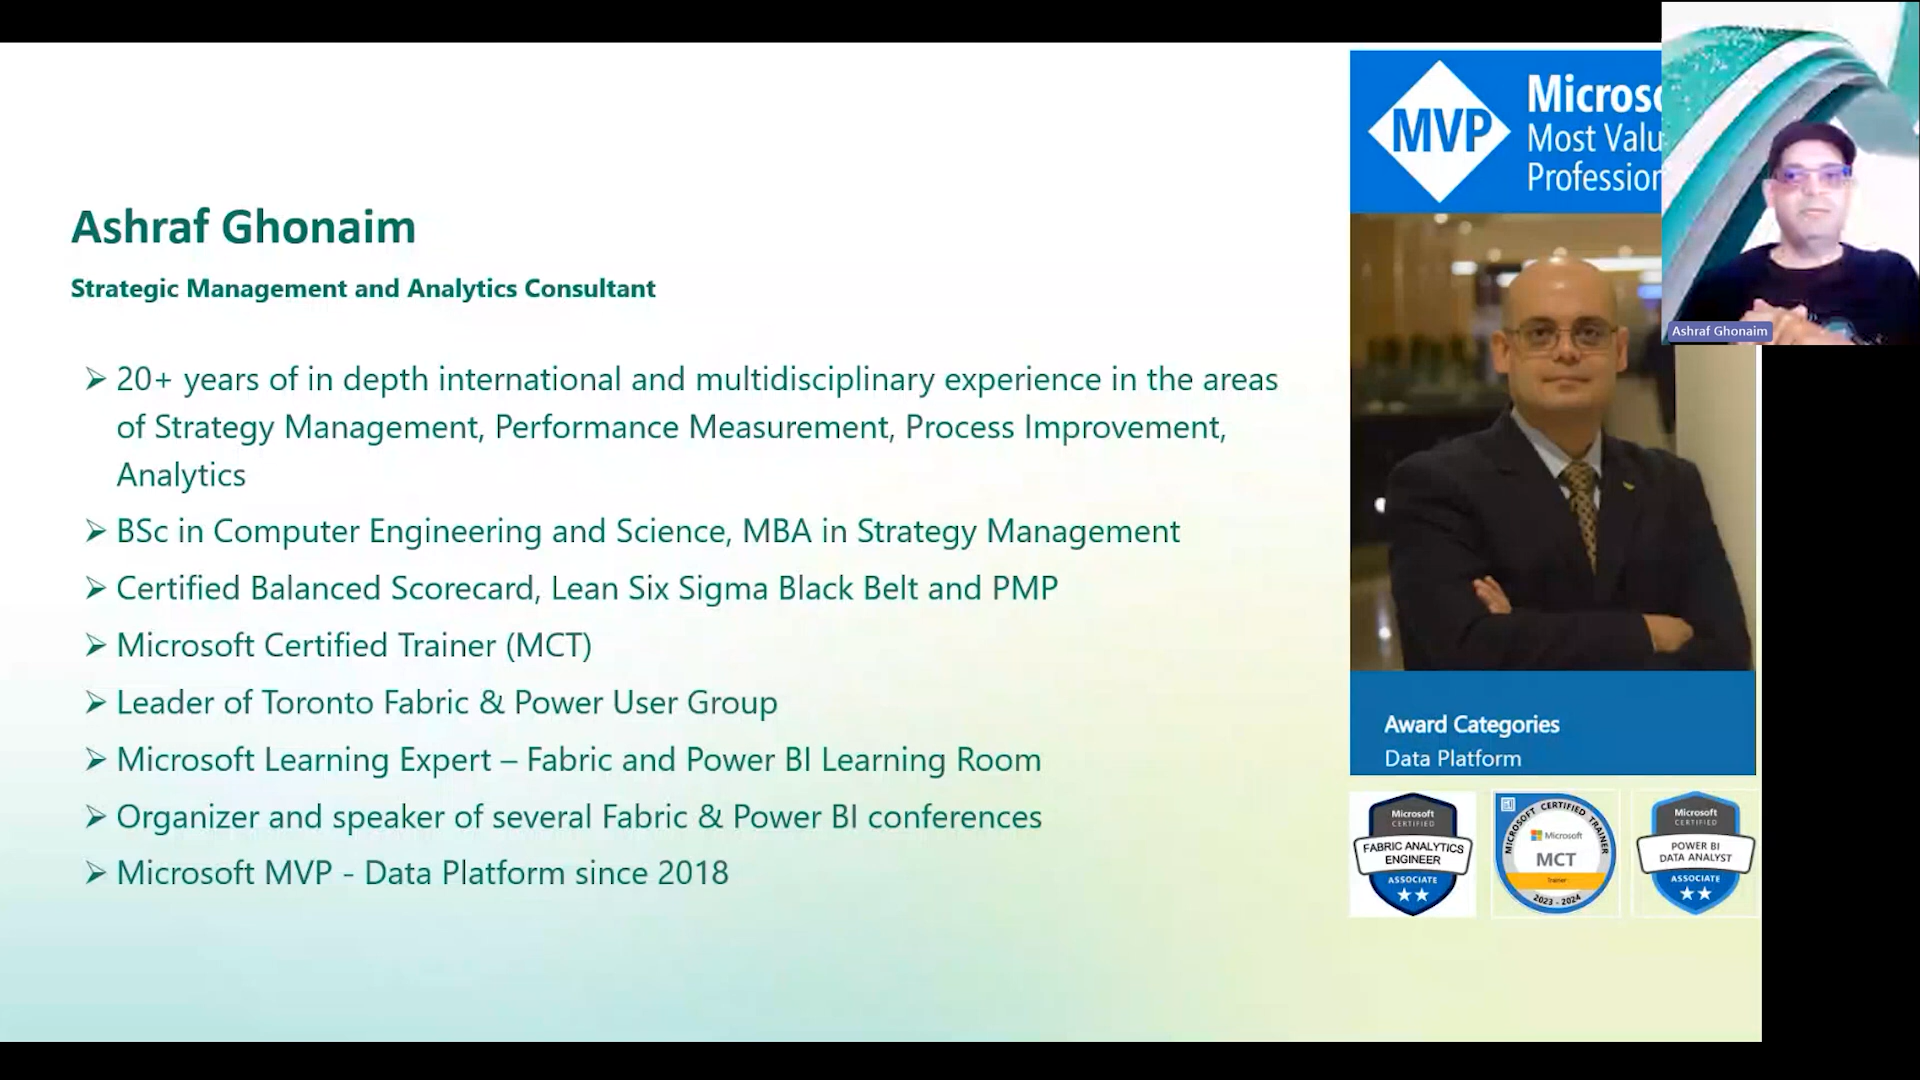 Ashraf Ghonaim
Strategic Management and Analytics Consultant
➢ 20+ years of in depth international and multidisciplinary experience in the areas
of Strategy Management, Performance Measurement, Process Improvement,
Analytics
➢ BSc in Computer Engineering and Science, MBA in Strategy Management
➢ Certified Balanced Scorecard, Lean Six Sigma Black Belt and PMP
➢ Microsoft Certified Trainer (MCT)
➢ Leader of Toronto Fabric & Power User Group
➢ Microsoft Learning Expert – Fabric and Power BI Learning Room
➢ Organizer and speaker of several Fabric & Power BI conferences
➢ Microsoft MVP - Data Platform since 2018
MVP
Microso
Most Valu
Profession
Ashraf Ghonaim
Award Categories
Data Platform
Microsoft
CERTIFIED
FABRIC ANALYTICS
ENGINEER
ASSOCIATE
MICROSOFT CERTIFIED TRAINER
Microsoft
MCT
Trainer
2023 - 2024
Microsoft
CERTIFIED
POWER BI
DATA ANALYST
ASSOCIATE